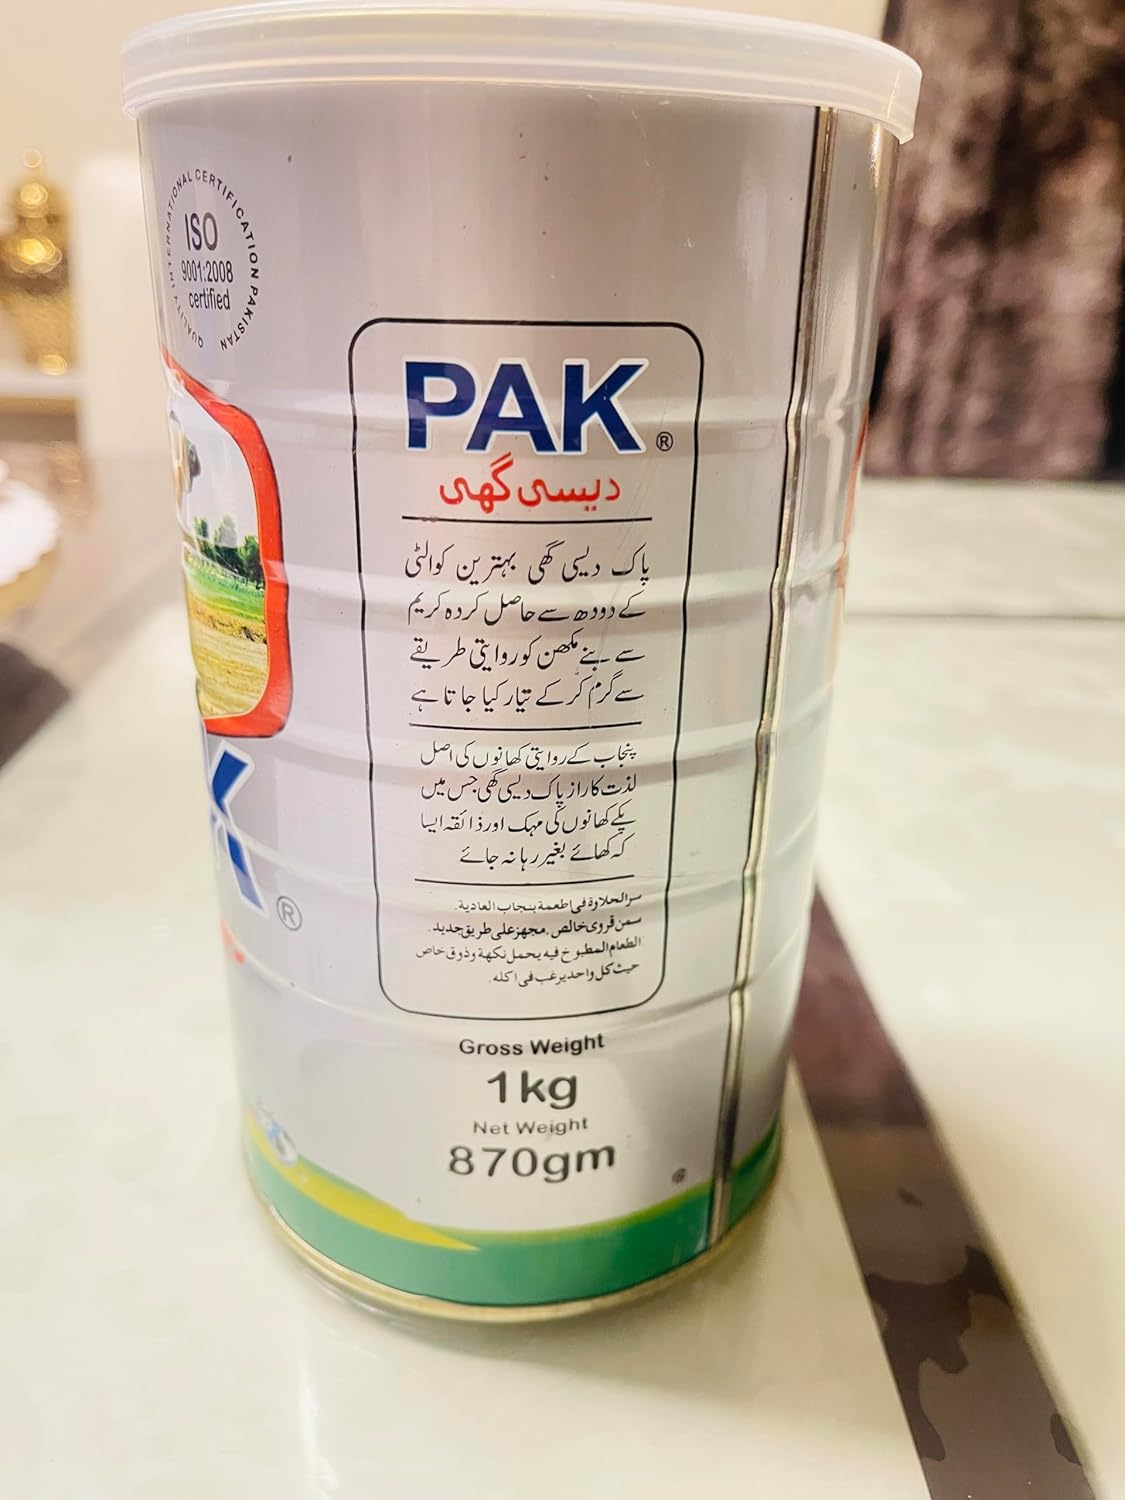 QUALITY INTERNATIONAL CERTIFICATION PAKISTAN
ISO
9001:2008
certified
PAK®
دیسی گھی
پاک دیسی گھی بہترین کوالٹی
کے دودھ سے حاصل کردہ کریم
سے بنے مکھن کو روایتی طریقے
سے گرم کر کے تیار کیا جاتا ہے
پنجاب کے روایتی کھانوں کی اصل
لذت کا راز پاک دیسی گھی جس میں
پکے کھانوں کی مہک اور ذائقہ ایسا
کہ کھائے بغیر رہا نہ جائے
سر الحلاوة فی اطعمة بنجاب العادية.
سمن قروی خالص. مجهز علی طریق جدید.
الطعام المطبوخ فیه یحمل نکهة وذوق خاص
حیث کل واحد یرغب فی اکله.
K®
Gross Weight
1kg
Net Weight
870gm